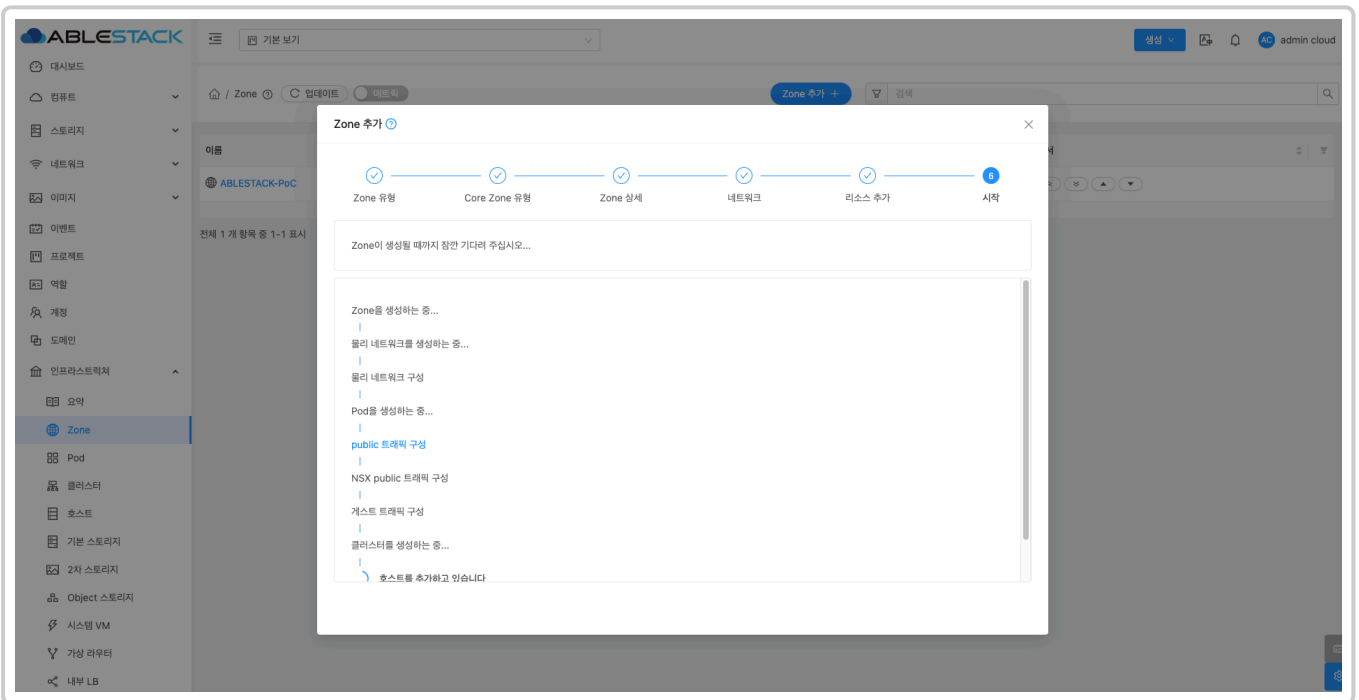 ABLESTACK
기본 보기
생성
AC admin cloud
대시보드
/ Zone
업데이트
메트릭
Zone 추가 +
검색
컴퓨트
스토리지
네트워크
이미지
이벤트
프로젝트
역할
계정
도메인
인프라스트럭쳐
요약
Zone
Pod
클러스터
호스트
기본 스토리지
2차 스토리지
Object 스토리지
시스템 VM
가상 라우터
내부 LB
이름
ABLESTACK-PoC
전체 1 개 항목 중 1-1 표시
Zone 추가
6
Zone 유형
Core Zone 유형
Zone 상세
네트워크
리소스 추가
시작
Zone이 생성될 때까지 잠깐 기다려 주십시오...
Zone을 생성하는 중...
물리 네트워크를 생성하는 중...
물리 네트워크 구성
Pod을 생성하는 중...
public 트래픽 구성
NSX public 트래픽 구성
게스트 트래픽 구성
클러스터를 생성하는 중...
호스트를 추가하고 있습니다